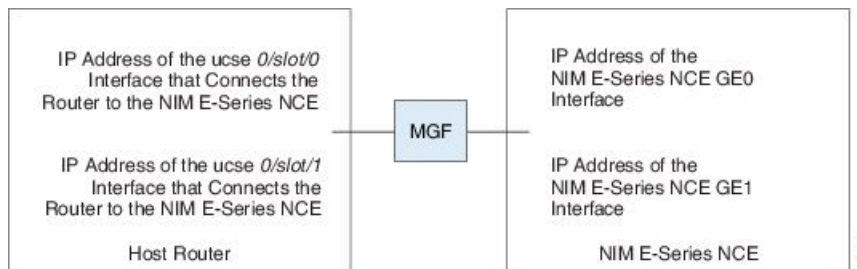 IP Address of the ucse 0/slot/0
Interface that Connects the
Router to the NIM E-Series NCE
IP Address of the ucse 0/slot/1
Interface that Connects the
Router to the NIM E-Series NCE
Host Router
MGF
IP Address of the
NIM E-Series NCE GE0
Interface
IP Address of the
NIM E-Series NCE GE1
Interface
NIM E-Series NCE